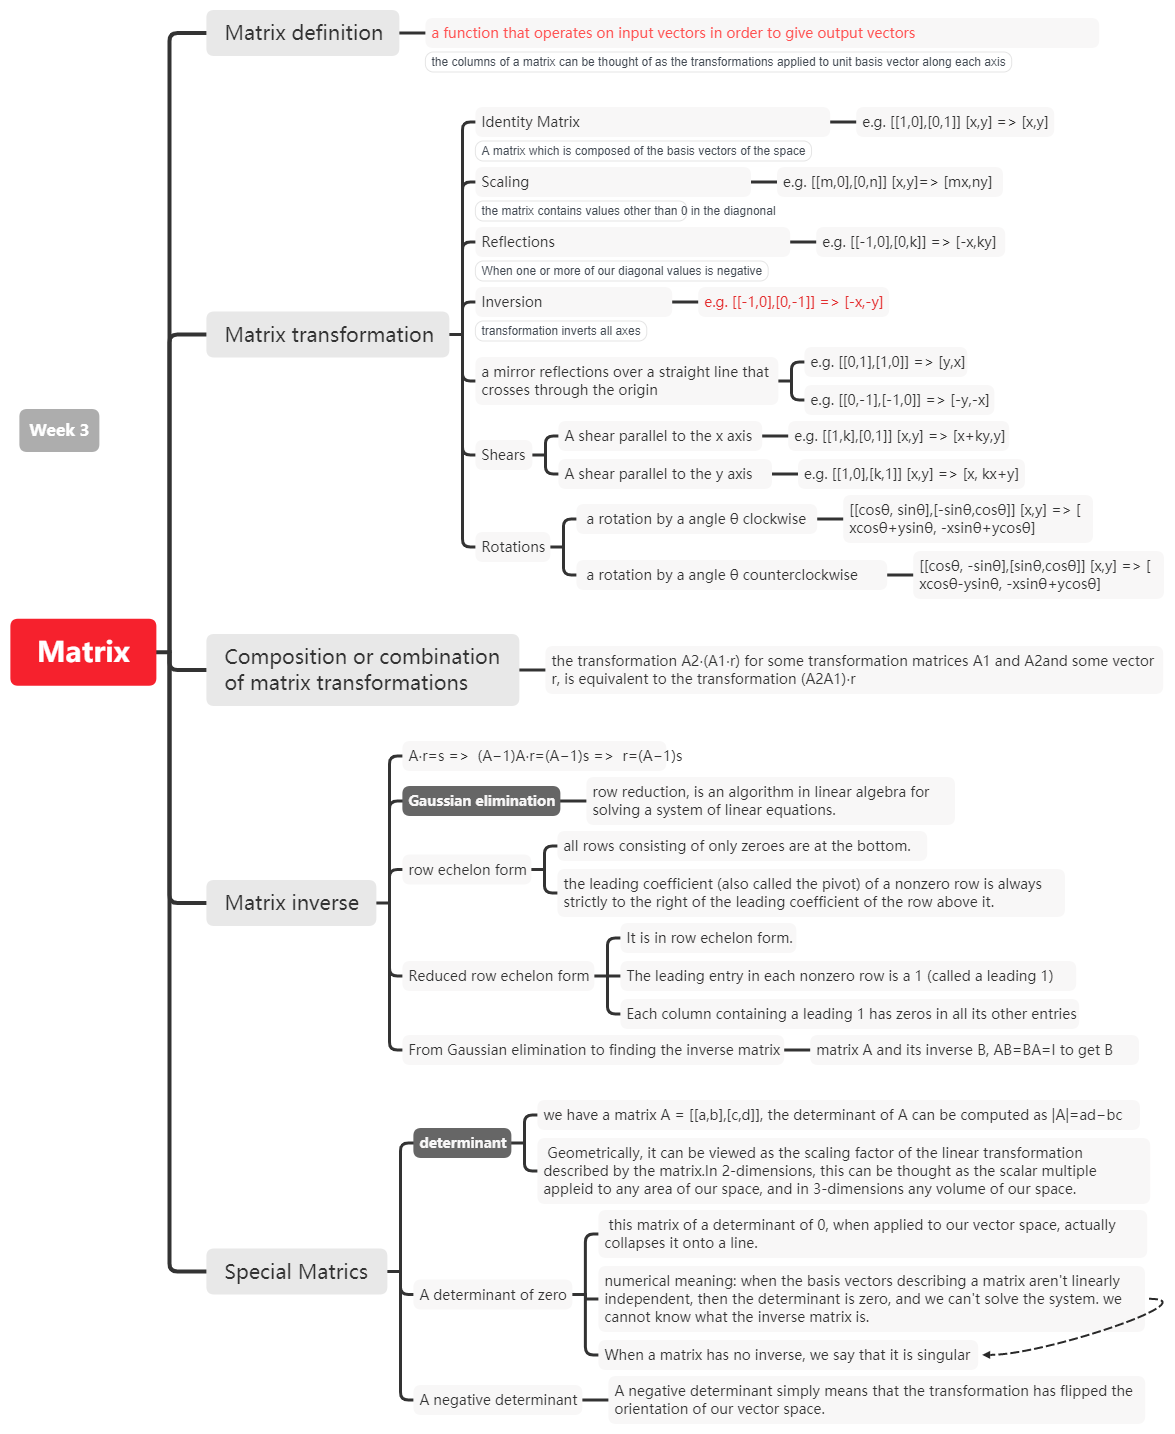 Week 3
Matrix
Matrix definition
a function that operates on input vectors in order to give output vectors
the columns of a matrix can be thought of as the transformations applied to unit basis vector along each axis
Matrix transformation
Identity Matrix
e.g. [[1,0],[0,1]] [x,y] => [x,y]
A matrix which is composed of the basis vectors of the space
Scaling
e.g. [[m,0],[0,n]] [x,y]=> [mx,ny]
the matrix contains values other than 0 in the diagnonal
Reflections
e.g. [[-1,0],[0,k]] => [-x,ky]
When one or more of our diagonal values is negative
Inversion
e.g. [[-1,0],[0,-1]] => [-x,-y]
transformation inverts all axes
a mirror reflections over a straight line that
crosses through the origin
e.g. [[0,1],[1,0]] => [y,x]
e.g. [[0,-1],[-1,0]] => [-y,-x]
Shears
A shear parallel to the x axis
e.g. [[1,k],[0,1]] [x,y] => [x+ky,y]
A shear parallel to the y axis
e.g. [[1,0],[k,1]] [x,y] => [x, kx+y]
Rotations
a rotation by a angle θ clockwise
[[cosθ, sinθ],[-sinθ,cosθ]] [x,y] => [
xcosθ+ysinθ, -xsinθ+ycosθ]
a rotation by a angle θ counterclockwise
[[cosθ, -sinθ],[sinθ,cosθ]] [x,y] => [
xcosθ-ysinθ, -xsinθ+ycosθ]
Composition or combination
of matrix transformations
the transformation A2·(A1·r) for some transformation matrices A1 and A2and some vector
r, is equivalent to the transformation (A2A1)·r
Matrix inverse
A·r=s => (A−1)A·r=(A−1)s => r=(A−1)s
Gaussian elimination
row reduction, is an algorithm in linear algebra for
solving a system of linear equations.
row echelon form
all rows consisting of only zeroes are at the bottom.
the leading coefficient (also called the pivot) of a nonzero row is always
strictly to the right of the leading coefficient of the row above it.
Reduced row echelon form
It is in row echelon form.
The leading entry in each nonzero row is a 1 (called a leading 1)
Each column containing a leading 1 has zeros in all its other entries
From Gaussian elimination to finding the inverse matrix
matrix A and its inverse B, AB=BA=I to get B
Special Matrics
determinant
we have a matrix A = [[a,b],[c,d]], the determinant of A can be computed as |A|=ad−bc
Geometrically, it can be viewed as the scaling factor of the linear transformation
described by the matrix.In 2-dimensions, this can be thought as the scalar multiple
appleid to any area of our space, and in 3-dimensions any volume of our space.
A determinant of zero
this matrix of a determinant of 0, when applied to our vector space, actually
collapses it onto a line.
numerical meaning: when the basis vectors describing a matrix aren't linearly
independent, then the determinant is zero, and we can't solve the system. we
cannot know what the inverse matrix is.
When a matrix has no inverse, we say that it is singular
A negative determinant
A negative determinant simply means that the transformation has flipped the
orientation of our vector space.